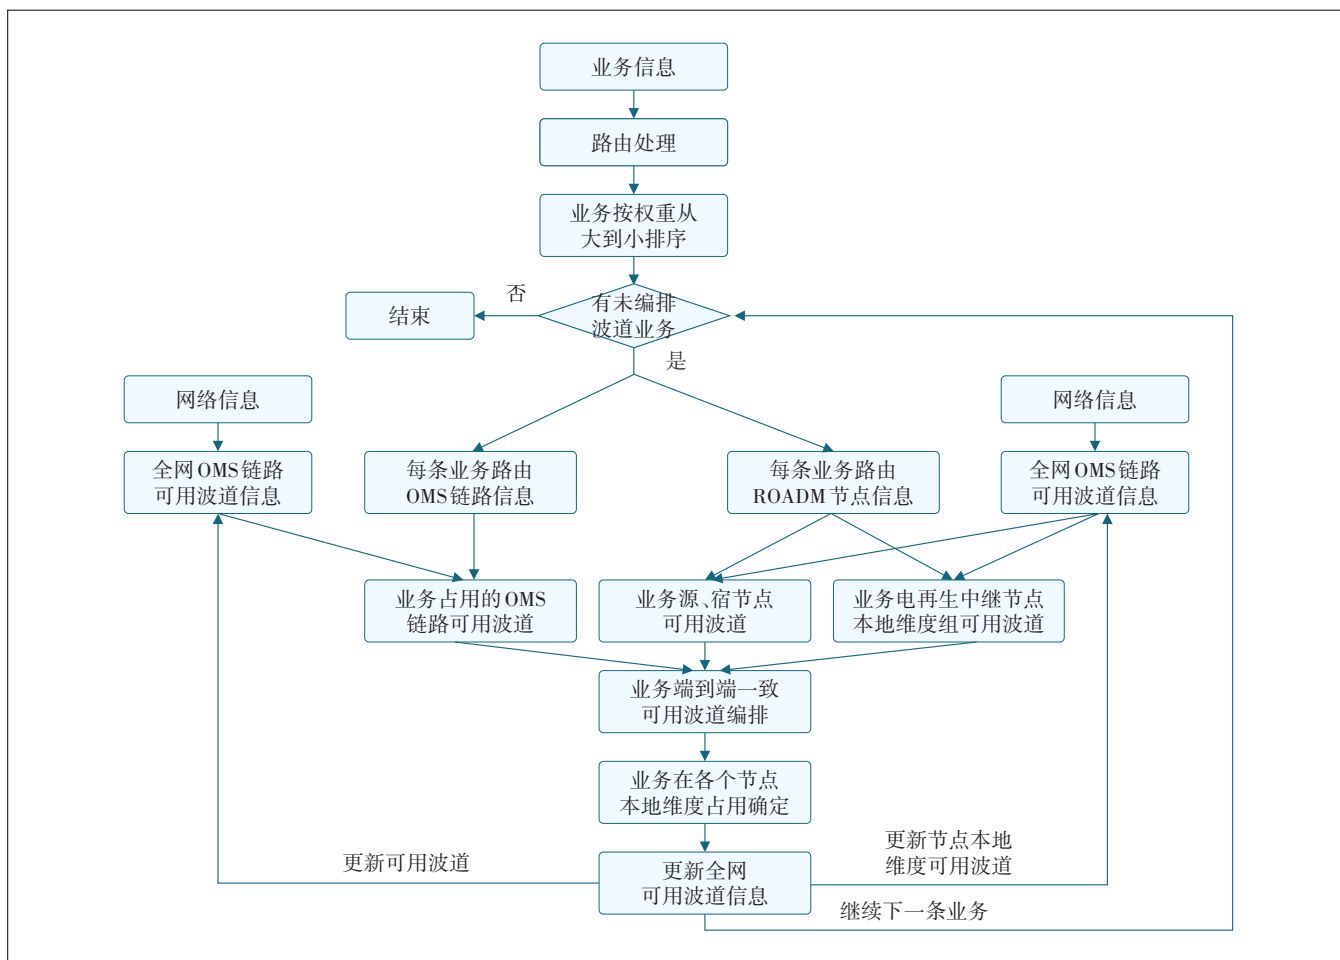 业务信息
路由处理
业务按权重从
大到小排序
否
有未编排
波道业务
结束
是
网络信息
网络信息
全网OMS链路
可用波道信息
每条业务路由
OMS链路信息
每条业务路由
ROADM节点信息
全网OMS链路
可用波道信息
业务占用的OMS
链路可用波道
业务源、宿节点
可用波道
业务电再生中继节点
本地维度组可用波道
业务端到端一致
可用波道编排
业务在各个节点
本地维度占用确定
更新可用波道
更新全网
可用波道信息
更新节点本地
维度可用波道
继续下一条业务